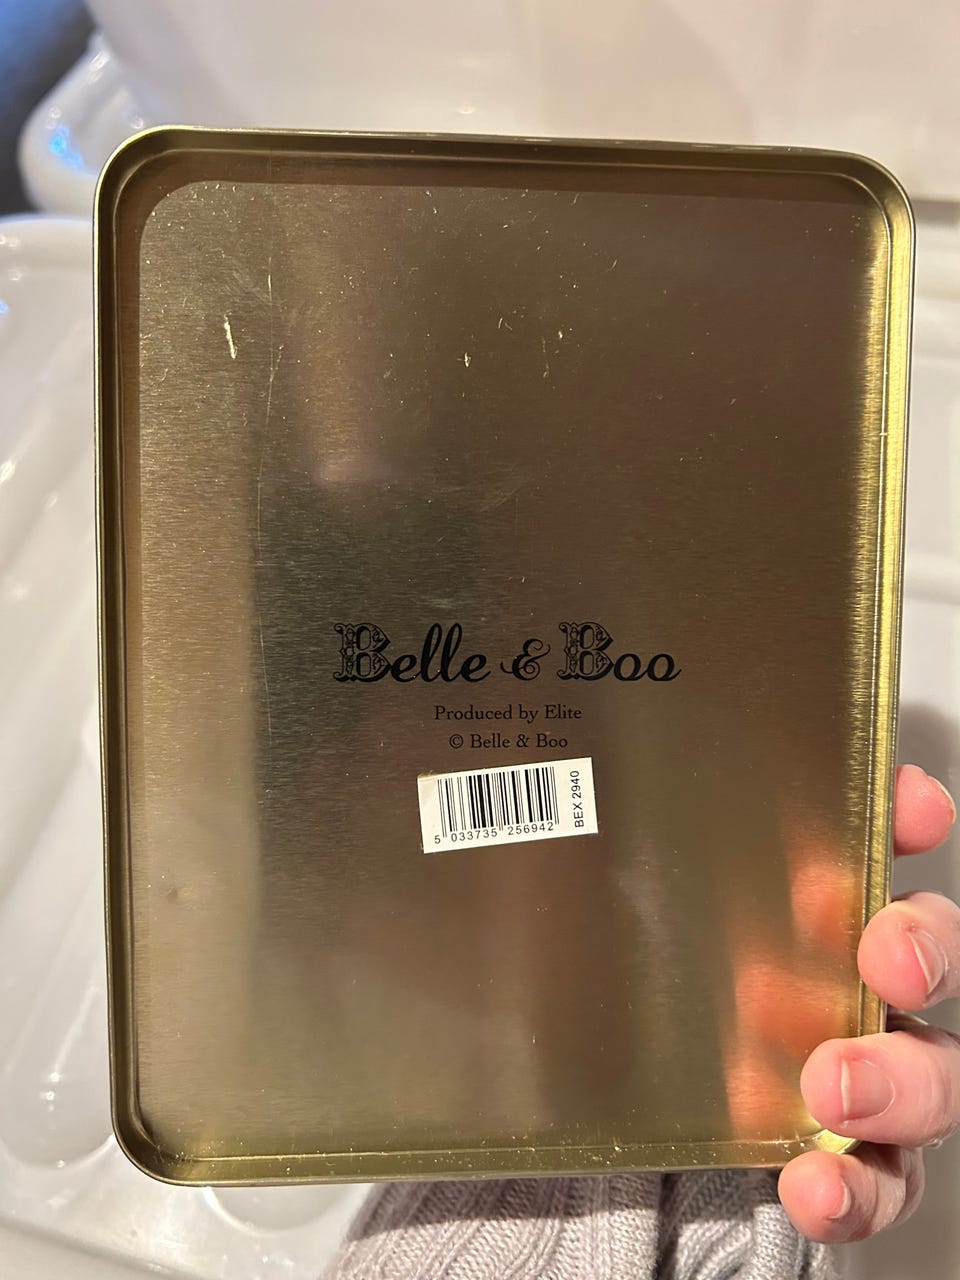 Belle & Boo
Produced by Elite
© Belle & Boo
BEX 2940
5 033735 256942